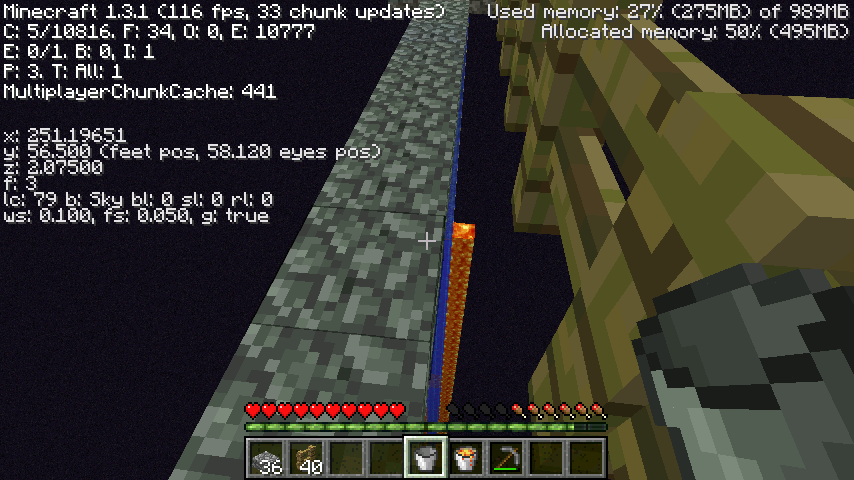 Minecraft 1.3.1 (116 fps, 33 chunk updates)
Used memory: 27% (275MB) of 989MB
C: 5/10816. F: 34, O: 0, E: 10777
Allocated memory: 50% (495MB)
E: 0/1. B: 0, I: 1
P: 3. T: All: 1
MultiplayerChunkCache: 441
x: 251.19651
y: 56.500 (feet pos, 58.120 eyes pos)
z: 2.07500
f: 3
lc: 79 b: Sky bl: 0 sl: 0 rl: 0
ws: 0.100, fs: 0.050, g: true
36
40